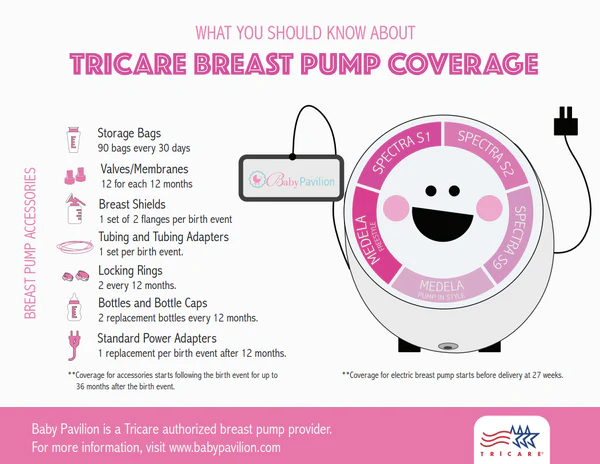 WHAT YOU SHOULD KNOW ABOUT
TRICARE BREAST PUMP COVERAGE
BREAST PUMP ACCESSORIES
Storage Bags
90 bags every 30 days
Valves/Membranes
12 for each 12 months
Breast Shields
1 set of 2 flanges per birth event
Tubing and Tubing Adapters
1 set per birth event.
Locking Rings
2 every 12 months.
Bottles and Bottle Caps
2 replacement bottles every 12 months.
Standard Power Adapters
1 replacement per birth event after 12 months.
**Coverage for accessories starts following the birth event for up to
36 months after the birth event.
Baby Pavilion
SPECTRA S1
SPECTRA S2
SPECTRA S9
MEDELA
PUMP IN STYLE
MEDELA
FREESTYLE
**Coverage for electric breast pump starts before delivery at 27 weeks.
Baby Pavilion is a Tricare authorized breast pump provider.
For more information, visit www.babypavilion.com
TRICARE